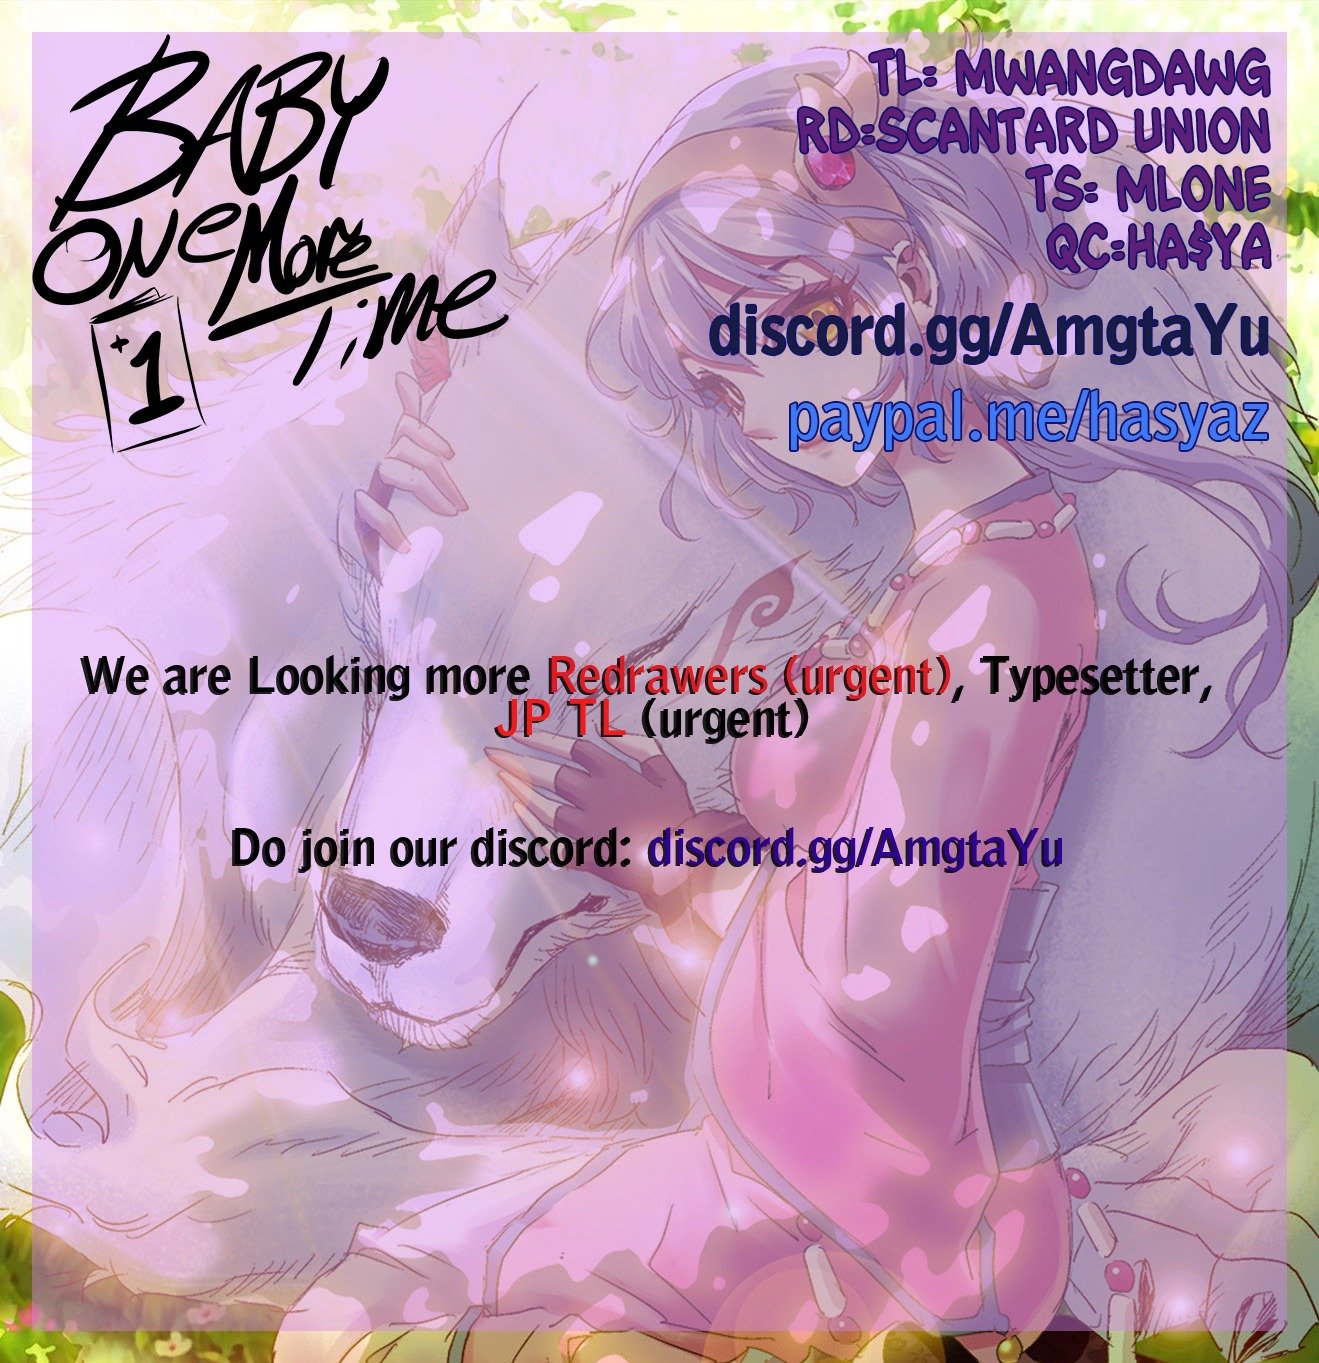 BABY
ONE MORE
TIME
+1
TL: MWANGDAWG
RD:SCANTARD UNION
TS: MLONE
QC:HA$YA
discord.gg/AmgtaYu
paypal.me/hasyaz
We are Looking more Redrawers (urgent), Typesetter,
JP TL (urgent)
Do join our discord: discord.gg/AmgtaYu